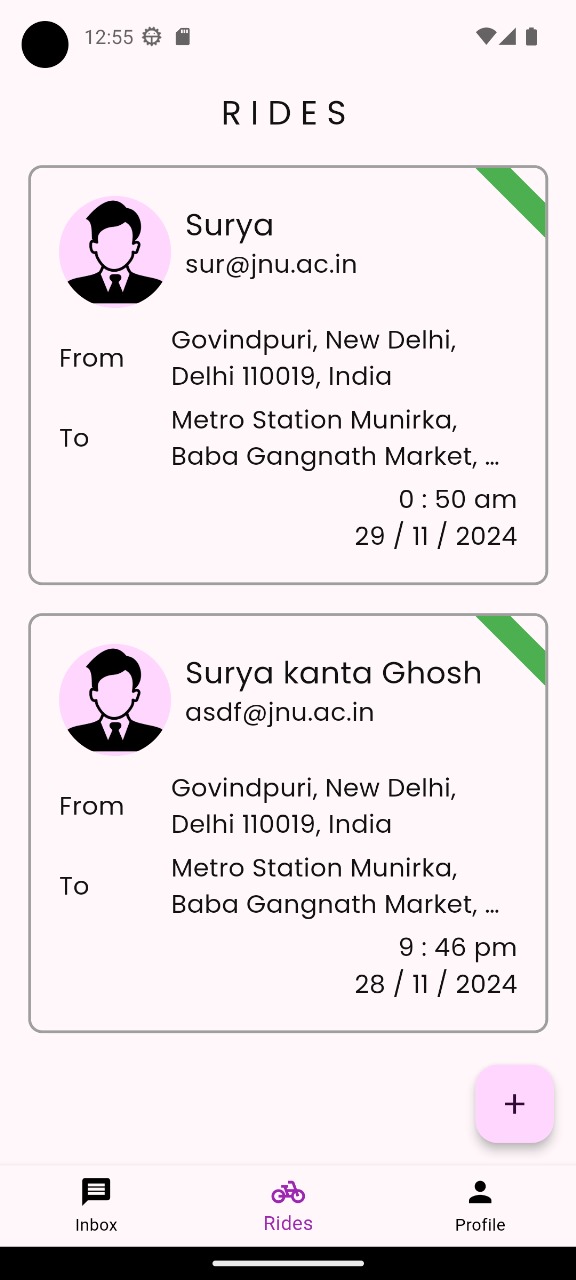 12:55
RIDES
Surya
sur@jnu.ac.in
From
Govindpuri, New Delhi,
Delhi 110019, India
To
Metro Station Munirka,
Baba Gangnath Market, ...
0 : 50 am
29 / 11 / 2024
Surya kanta Ghosh
asdf@jnu.ac.in
From
Govindpuri, New Delhi,
Delhi 110019, India
To
Metro Station Munirka,
Baba Gangnath Market, ...
9 : 46 pm
28 / 11 / 2024
+
Inbox
Rides
Profile